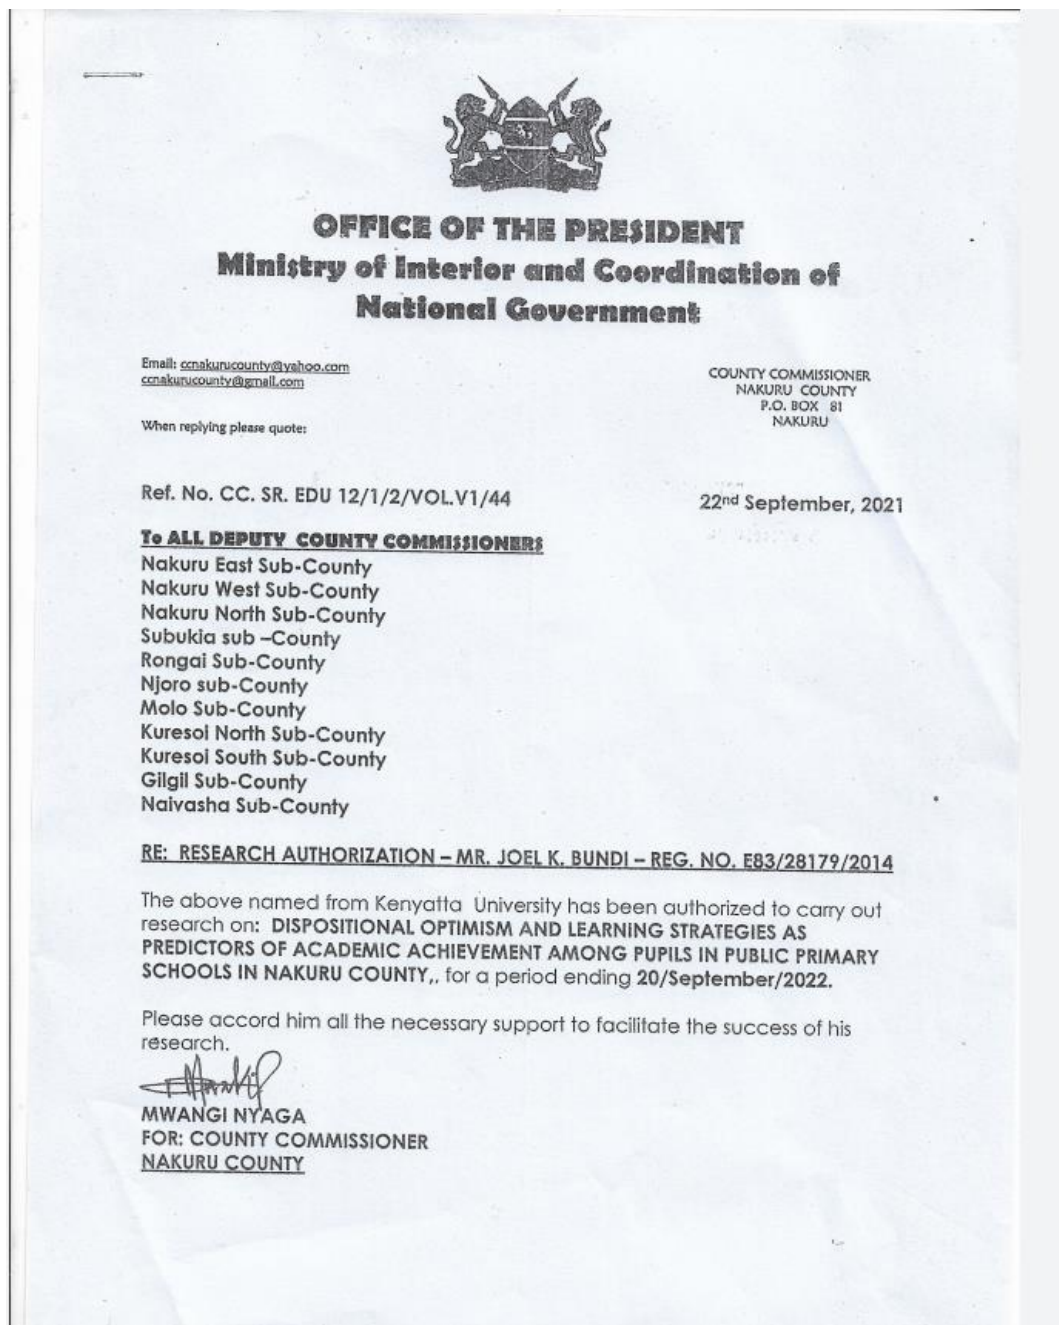 OFFICE OF THE PRESIDENT
Ministry of Interior and Coordination of
National Government
Email: ccnakurucounty@yahoo.com
ccnakurucounty@gmail.com
When replying please quote:
COUNTY COMMISSIONER
NAKURU COUNTY
P.O. BOX 81
NAKURU
Ref. No. CC. SR. EDU 12/1/2/VOL.V1/44
22nd September, 2021
To ALL DEPUTY COUNTY COMMISSIONERS
Nakuru East Sub-County
Nakuru West Sub-County
Nakuru North Sub-County
Subukia sub –County
Rongai Sub-County
Njoro sub-County
Molo Sub-County
Kuresoi North Sub-County
Kuresoi South Sub-County
Gilgil Sub-County
Naivasha Sub-County
RE: RESEARCH AUTHORIZATION – MR. JOEL K. BUNDI – REG. NO. E83/28179/2014
The above named from Kenyatta University has been authorized to carry out
research on: DISPOSITIONAL OPTIMISM AND LEARNING STRATEGIES AS
PREDICTORS OF ACADEMIC ACHIEVEMENT AMONG PUPILS IN PUBLIC PRIMARY
SCHOOLS IN NAKURU COUNTY,, for a period ending 20/September/2022.
Please accord him all the necessary support to facilitate the success of his
research.
MWANGI NYAGA
FOR: COUNTY COMMISSIONER
NAKURU COUNTY